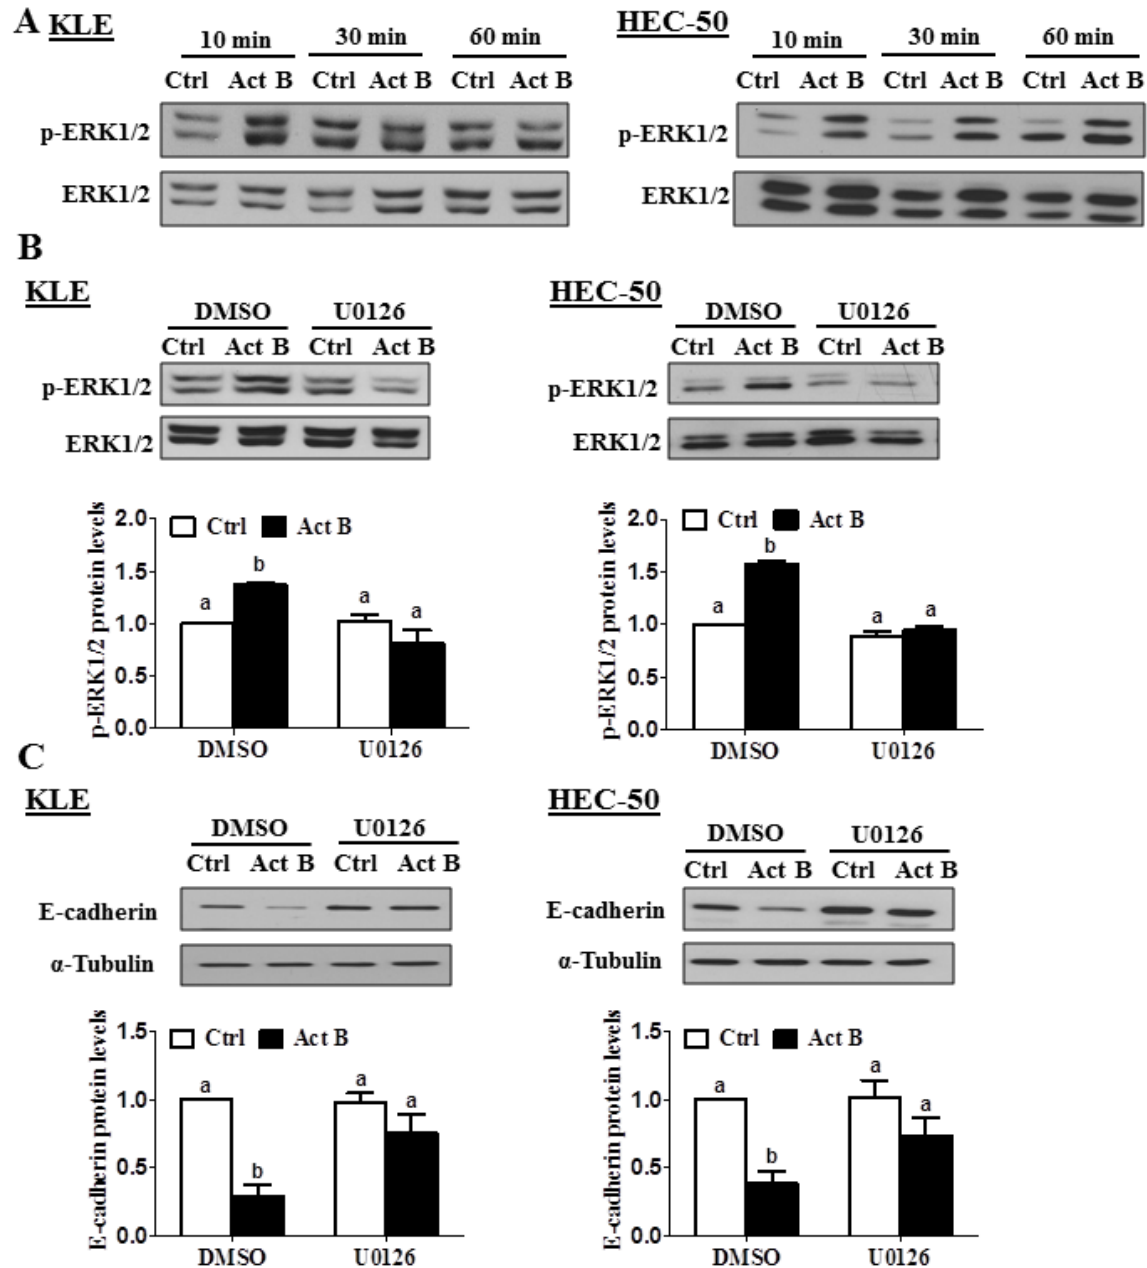 A KLE
10 min 30 min 60 min
Ctrl Act B Ctrl Act B Ctrl Act B
p-ERK1/2
ERK1/2
HEC-50
10 min 30 min 60 min
Ctrl Act B Ctrl Act B Ctrl Act B
p-ERK1/2
ERK1/2
B
KLE
DMSO U0126
Ctrl Act B Ctrl Act B
p-ERK1/2
ERK1/2
HEC-50
DMSO U0126
Ctrl Act B Ctrl Act B
p-ERK1/2
ERK1/2
p-ERK1/2 protein levels
2.0
1.5
1.0
0.5
0.0
Ctrl Act B
a b a a
DMSO U0126
p-ERK1/2 protein levels
2.0
1.5
1.0
0.5
0.0
Ctrl Act B
a b a a
DMSO U0126
C
KLE
DMSO U0126
Ctrl Act B Ctrl Act B
E-cadherin
α-Tubulin
HEC-50
DMSO U0126
Ctrl Act B Ctrl Act B
E-cadherin
α-Tubulin
E-cadherin protein levels
1.5
1.0
0.5
0.0
Ctrl Act B
a b a a
DMSO U0126
E-cadherin protein levels
1.5
1.0
0.5
0.0
Ctrl Act B
a b a a
DMSO U0126